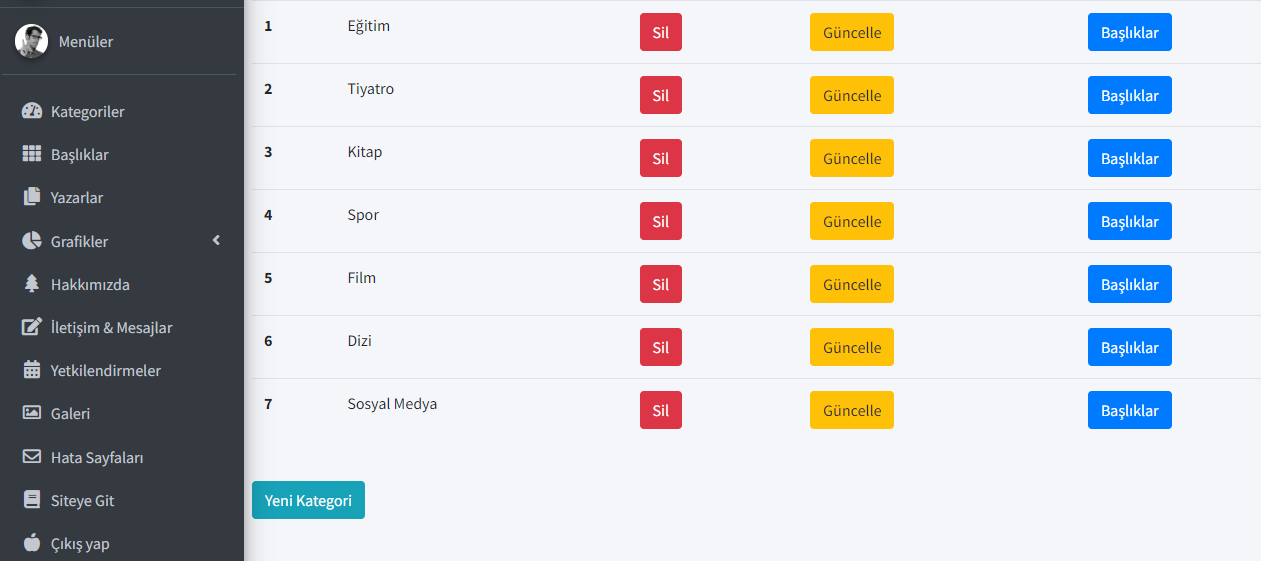 Menüler
Kategoriler
Başlıklar
Yazarlar
Grafikler
Hakkımızda
İletişim & Mesajlar
Yetkilendirmeler
Galeri
Hata Sayfaları
Siteye Git
Çıkış yap
1 Eğitim Sil Güncelle Başlıklar
2 Tiyatro Sil Güncelle Başlıklar
3 Kitap Sil Güncelle Başlıklar
4 Spor Sil Güncelle Başlıklar
5 Film Sil Güncelle Başlıklar
6 Dizi Sil Güncelle Başlıklar
7 Sosyal Medya Sil Güncelle Başlıklar
Yeni Kategori